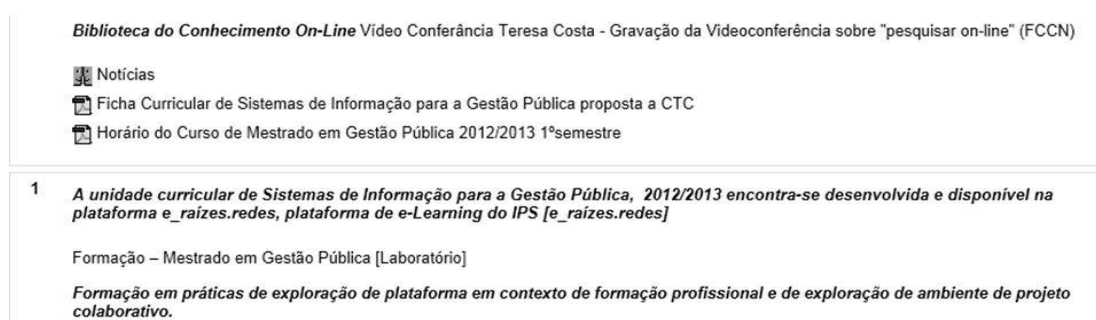 Biblioteca do Conhecimento On-Line Vídeo Conferância Teresa Costa - Gravação da Videoconferência sobre "pesquisar on-line" (FCCN)
Notícias
Ficha Curricular de Sistemas de Informação para a Gestão Pública proposta a CTC
Horário do Curso de Mestrado em Gestão Pública 2012/2013 1ºsemestre
1 A unidade curricular de Sistemas de Informação para a Gestão Pública, 2012/2013 encontra-se desenvolvida e disponível na
plataforma e_raízes.redes, plataforma de e-Learning do IPS [e_raízes.redes]
Formação – Mestrado em Gestão Pública [Laboratório]
Formação em práticas de exploração de plataforma em contexto de formação profissional e de exploração de ambiente de projeto
colaborativo.